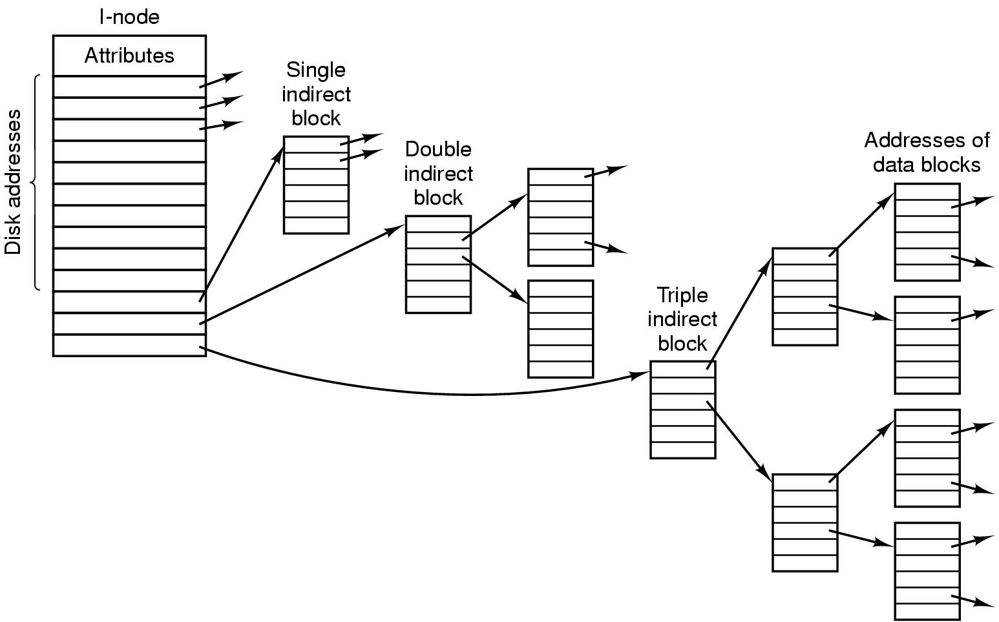 I-node
Attributes
Disk addresses
Single
indirect
block
Double
indirect
block
Triple
indirect
block
Addresses of
data blocks